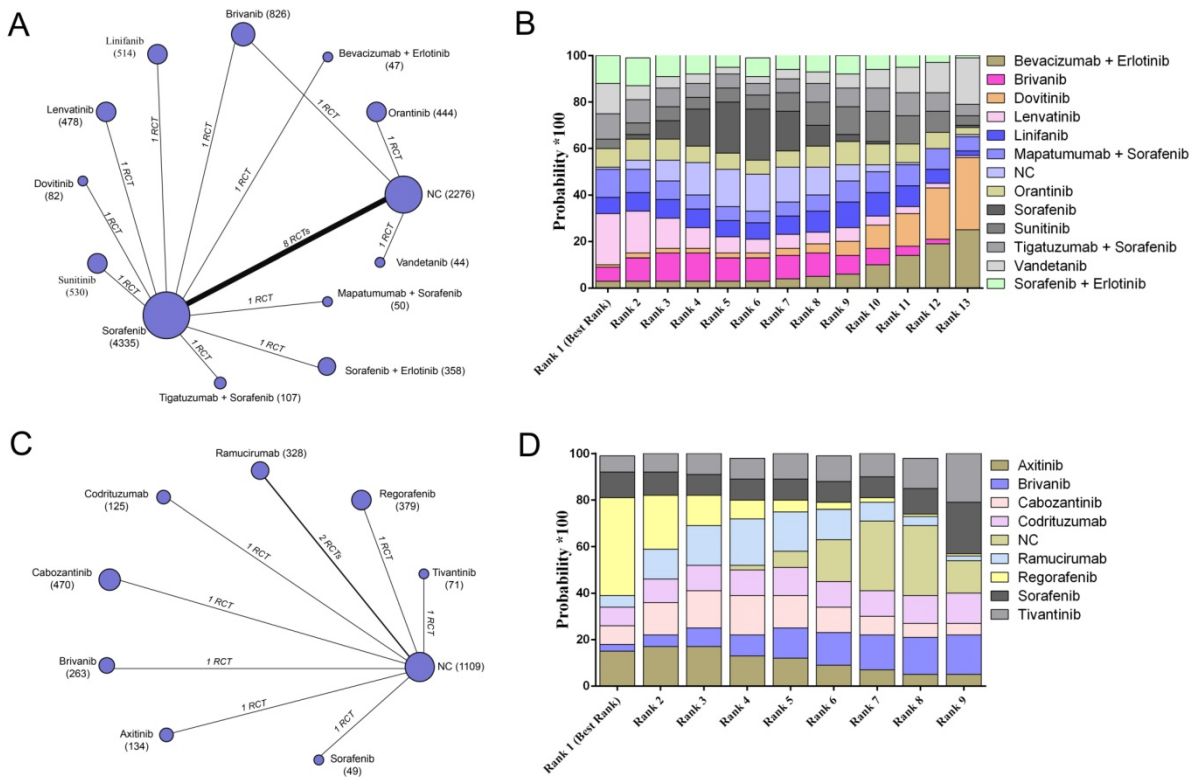 A
Brivanib (826)
Linifanib
(514)
Bevacizumab + Erlotinib
(47)
Lenvatinib
(478)
Orantinib (444)
1 RCT
1 RCT
1 RCT
1 RCT
1 RCT
1 RCT
Dovitinib
(82)
1 RCT
NC (2276)
1 RCT
8 RCTs
1 RCT
Vandetanib (44)
Sunitinib
(530)
1 RCT
Mapatumumab + Sorafenib
(50)
1 RCT
Sorafenib
(4335)
1 RCT
1 RCT
Sorafenib + Erlotinib (358)
Tigatuzumab + Sorafenib (107)
B
Probability *100
100
80
60
40
20
0
Rank 1 (Best Rank)
Rank 2
Rank 3
Rank 4
Rank 5
Rank 6
Rank 7
Rank 8
Rank 9
Rank 10
Rank 11
Rank 12
Rank 13
Bevacizumab + Erlotinib
Brivanib
Dovitinib
Lenvatinib
Linifanib
Mapatumumab + Sorafenib
NC
Orantinib
Sorafenib
Sunitinib
Tigatuzumab + Sorafenib
Vandetanib
Sorafenib + Erlotinib
C
Ramucirumab (328)
Codrituzumab
(125)
Regorafenib
(379)
2 RCTs
1 RCT
1 RCT
Cabozantinib
(470)
Tivantinib
(71)
1 RCT
1 RCT
Brivanib
(263)
1 RCT
NC (1109)
1 RCT
Axitinib
(134)
1 RCT
Sorafenib
(49)
D
Probability *100
100
80
60
40
20
0
Rank 1 (Best Rank)
Rank 2
Rank 3
Rank 4
Rank 5
Rank 6
Rank 7
Rank 8
Rank 9
Axitinib
Brivanib
Cabozantinib
Codrituzumab
NC
Ramucirumab
Regorafenib
Sorafenib
Tivantinib